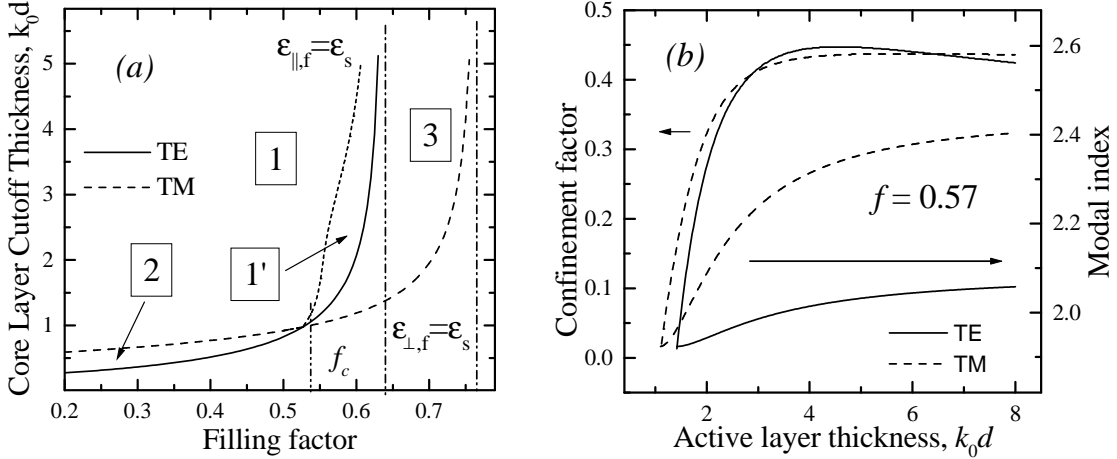 (a)
ε||,f=εs
1
3
TE
TM
2
1'
fc
ε⊥,f=εs
Core Layer Cutoff Thickness, k0d
5
4
3
2
1
0.2 0.3 0.4 0.5 0.6 0.7
Filling factor
(b)
f = 0.57
TE
TM
Confinement factor
0.5
0.4
0.3
0.2
0.1
0.0
2.6
2.4
2.2
2.0
Modal index
2 4 6 8
Active layer thickness, k0d